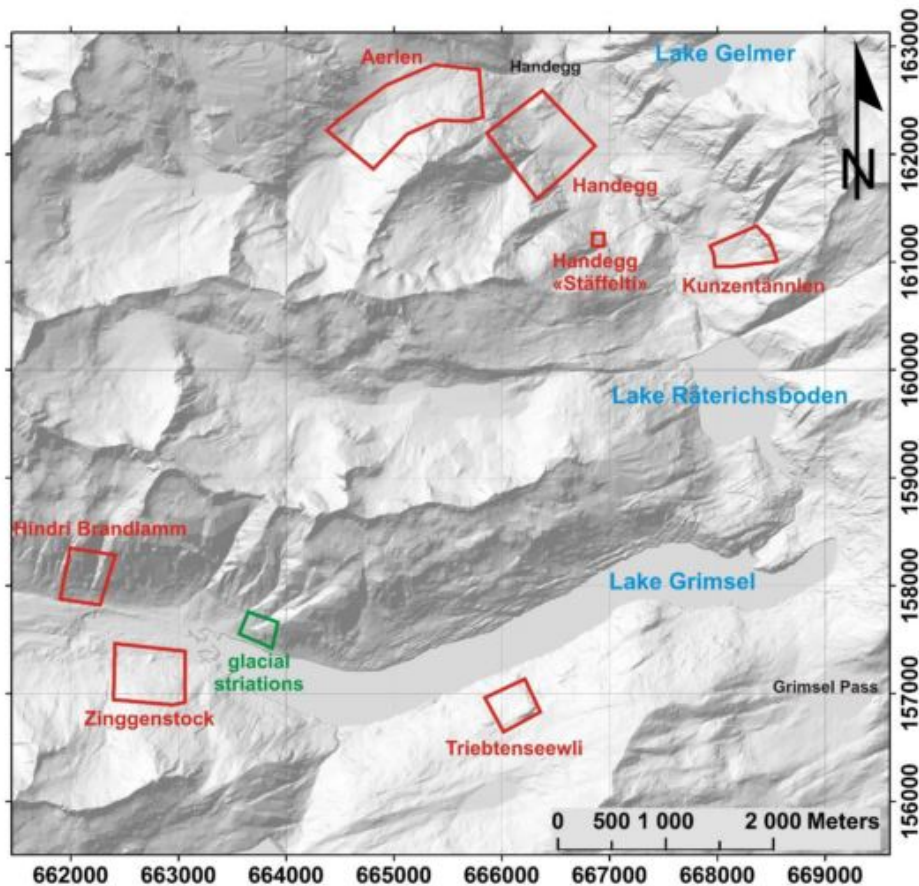 Aerlen
Handegg
Lake Gelmer
N
Handegg
Handegg
«Stäffelti»
Kunzentännlen
Lake Räterichsboden
Hindri Brandlamm
Lake Grimsel
glacial
striations
Zinggenstock
Triebtenseewli
Grimsel Pass
0 500 1 000 2 000 Meters
163000
162000
161000
160000
159000
158000
157000
156000
662000 663000 664000 665000 666000 667000 668000 669000